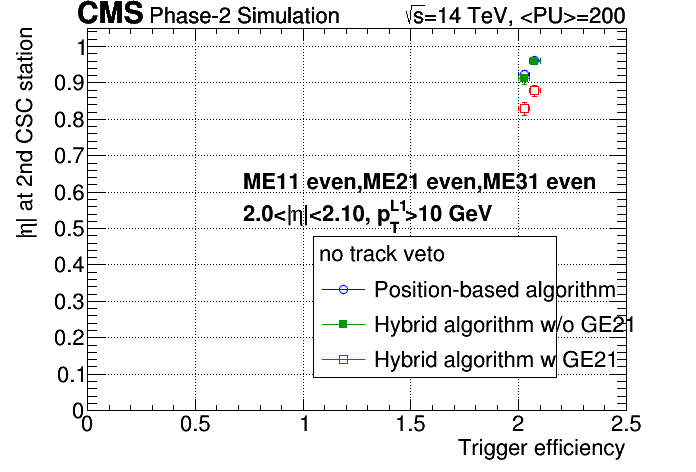 CMS Phase-2 Simulation √s=14 TeV, <PU>=200
|η| at 2nd CSC station
1
0.9
0.8
0.7
0.6
0.5
0.4
0.3
0.2
0.1
0
ME11 even,ME21 even,ME31 even
2.0<|η|<2.10, p_T^L1>10 GeV
no track veto
Position-based algorithm
Hybrid algorithm w/o GE21
Hybrid algorithm w GE21
0 0.5 1 1.5 2 2.5
Trigger efficiency